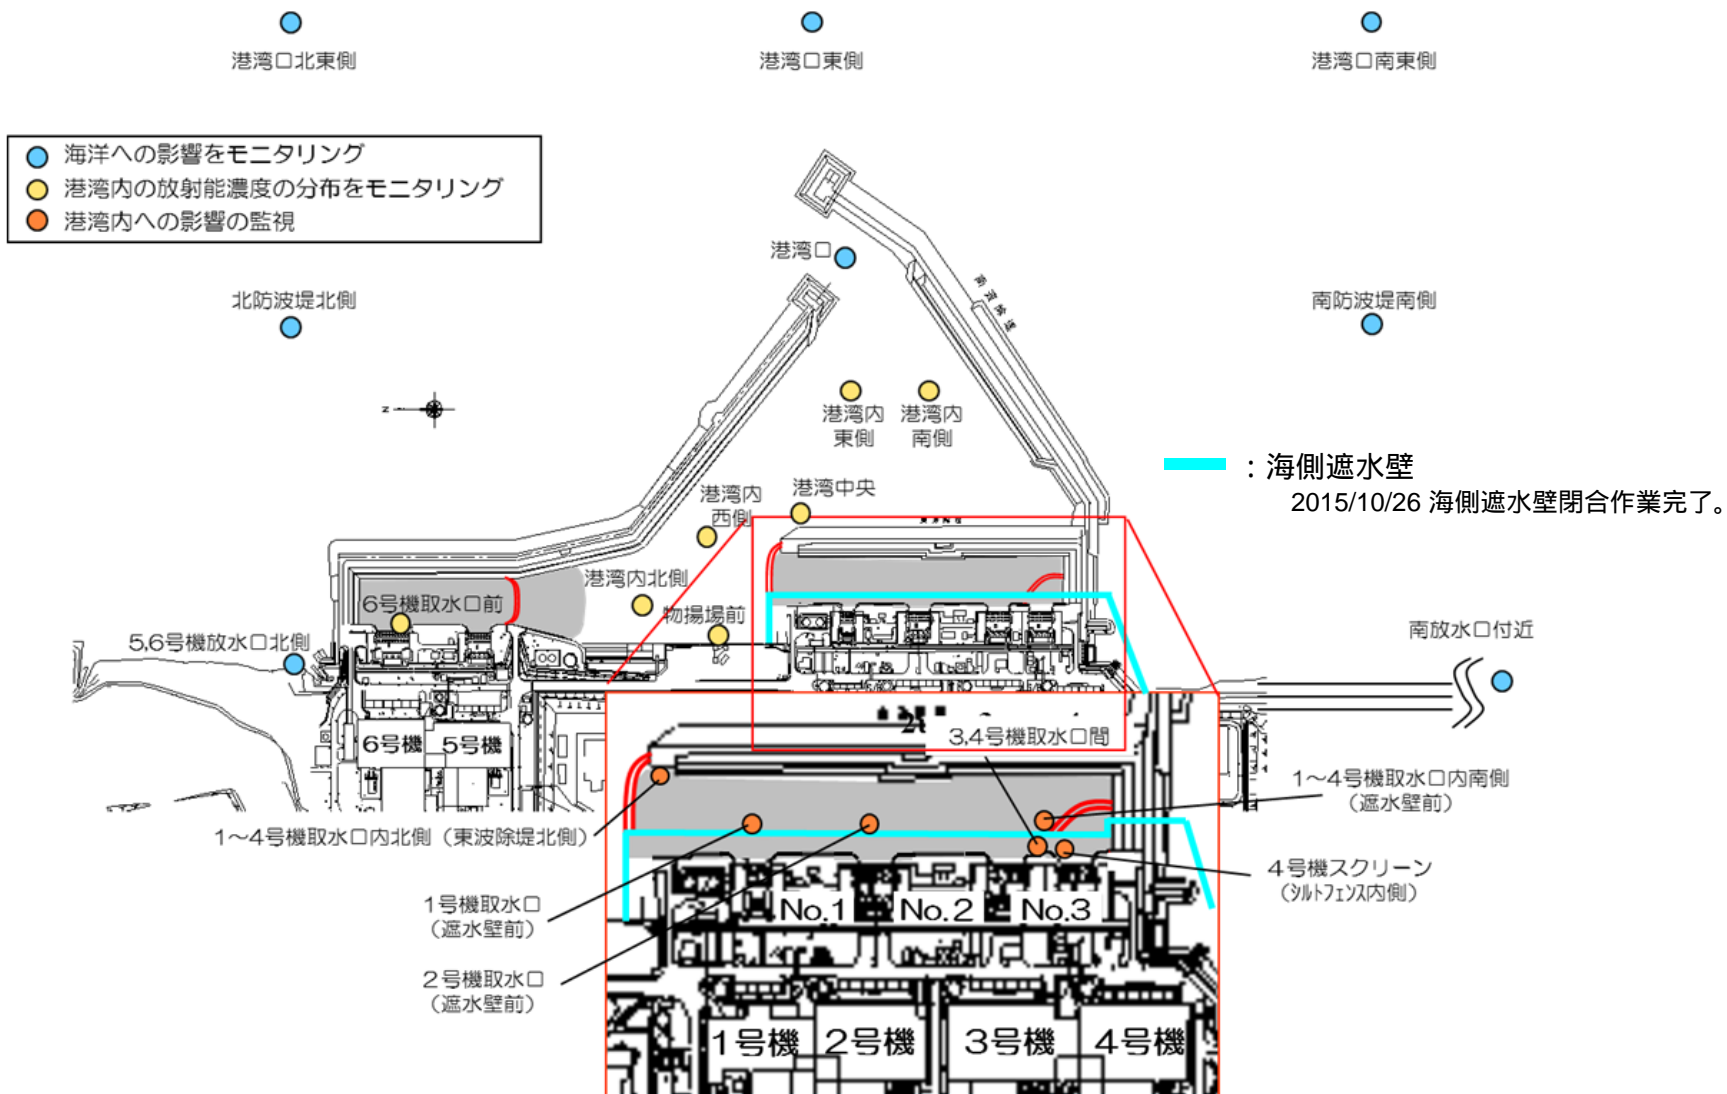 港湾口北東側
港湾口東側
港湾口南東側
海洋への影響をモニタリング
港湾内の放射能濃度の分布をモニタリング
港湾内への影響の監視
港湾口
北防波堤北側
南防波堤南側
N
港湾内
東側
港湾内
南側
：海側遮水壁
2015/10/26 海側遮水壁閉合作業完了。
港湾中央
港湾内
西側
港湾内北側
6号機取水口前
物揚場前
5,6号機放水口北側
南放水口付近
6号機
5号機
3,4号機取水口間
1～4号機取水口内南側
（遮水壁前）
1～4号機取水口内北側（東波除堤北側）
4号機スクリーン
（シルトフェンス内側）
1号機取水口
（遮水壁前）
No.1
No.2
No.3
2号機取水口
（遮水壁前）
1号機
2号機
3号機
4号機